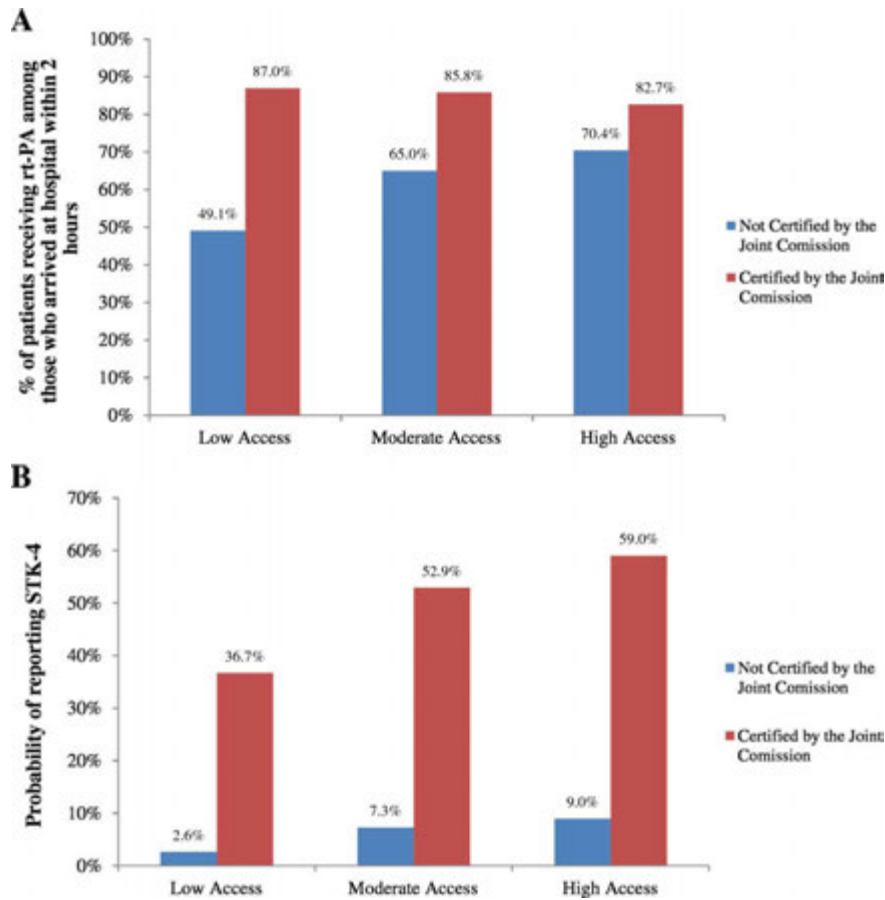 A
% of patients receiving rt-PA among
those who arrived at hospital within 2
hours
100%
90%
80%
70%
60%
50%
40%
30%
20%
10%
0%
87.0%
85.8%
82.7%
49.1%
65.0%
70.4%
Low Access
Moderate Access
High Access
Not Certified by the
Joint Comission
Certified by the Joint
Comission
B
Probability of reporting STK-4
70%
60%
50%
40%
30%
20%
10%
0%
2.6%
36.7%
7.3%
52.9%
9.0%
59.0%
Low Access
Moderate Access
High Access
Not Certified by the
Joint Comission
Certified by the Joint
Comission